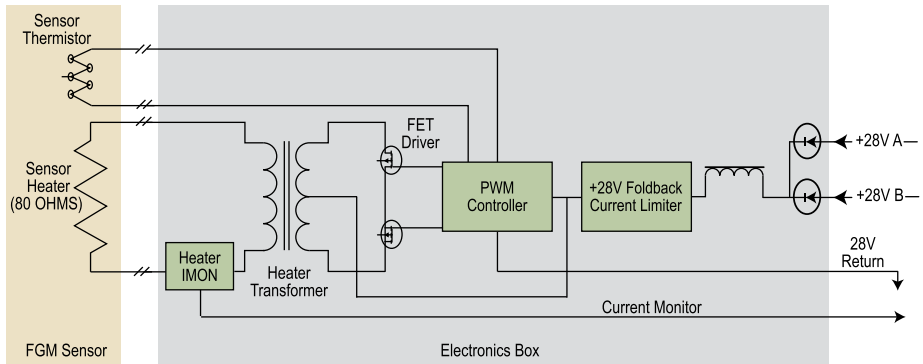 Sensor
Thermistor
Sensor
Heater
(80 OHMS)
FGM Sensor
Heater
IMON
Heater
Transformer
FET
Driver
PWM
Controller
+28V Foldback
Current Limiter
+28V A
+28V B
28V
Return
Current Monitor
Electronics Box